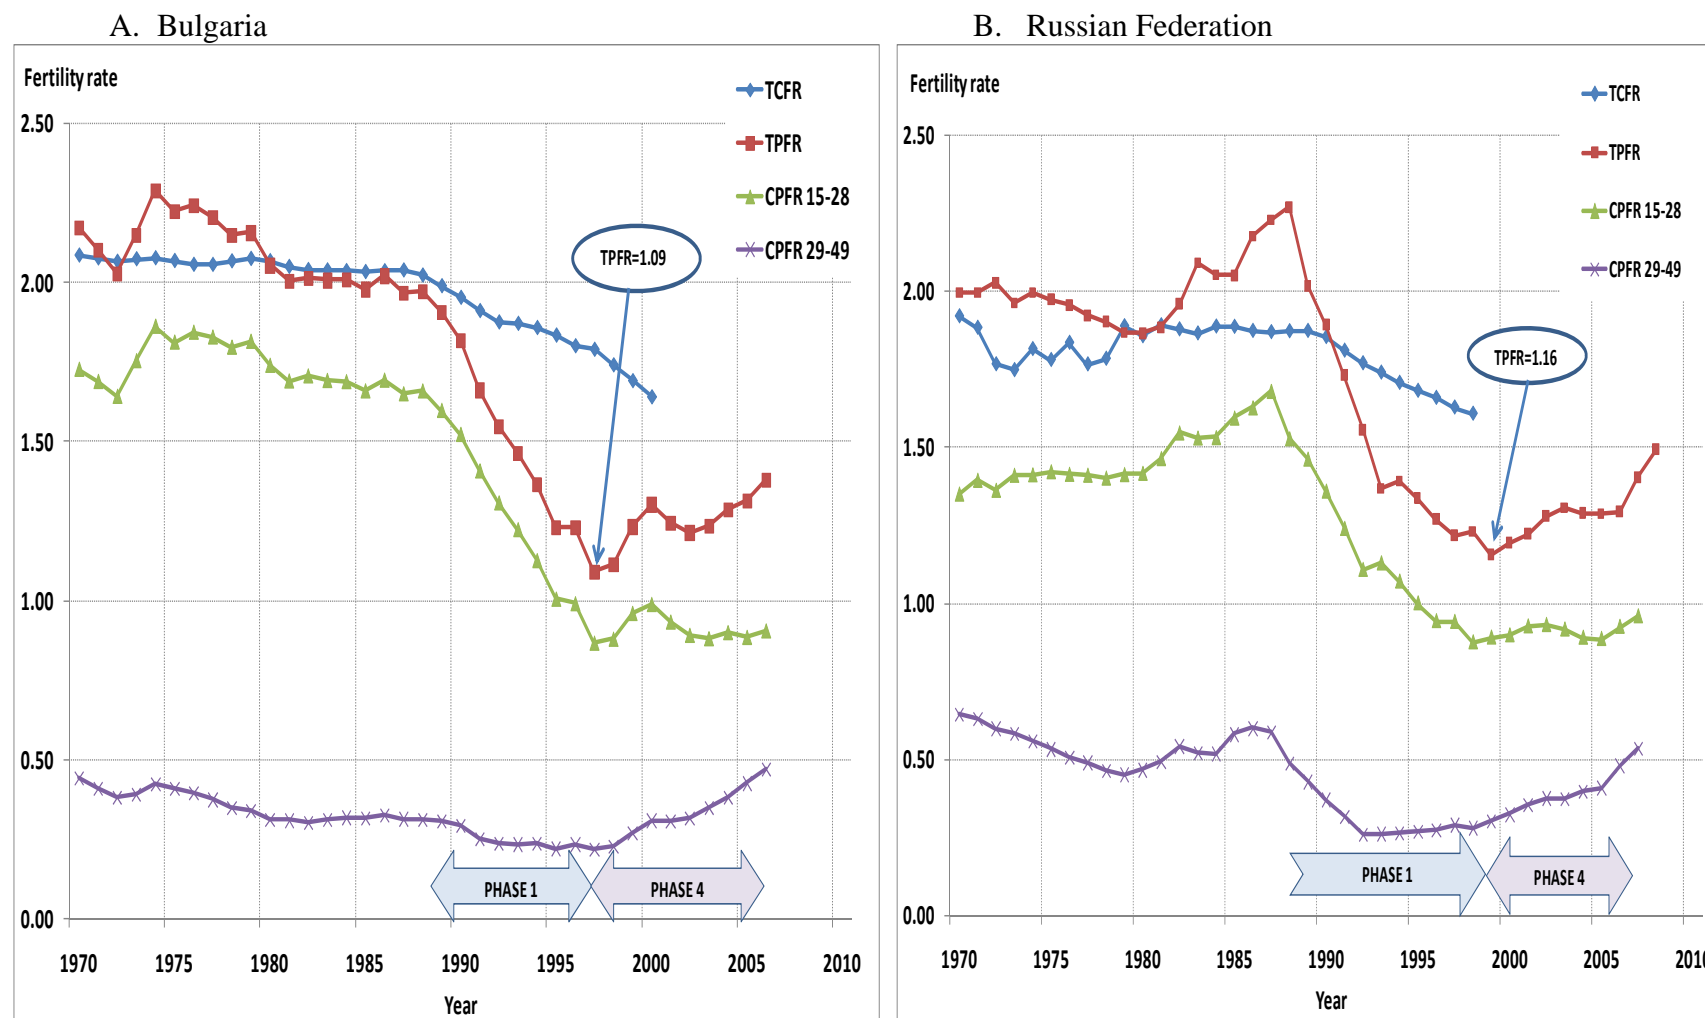 A. Bulgaria
Fertility rate
TCFR
TPFR
CPFR 15-28
CPFR 29-49
TPFR=1.09
2.50
2.00
1.50
1.00
0.50
0.00
PHASE 1
PHASE 4
1970 1975 1980 1985 1990 1995 2000 2005 2010
Year
B. Russian Federation
Fertility rate
TCFR
TPFR
CPFR 15-28
CPFR 29-49
TPFR=1.16
2.50
2.00
1.50
1.00
0.50
0.00
PHASE 1
PHASE 4
1970 1975 1980 1985 1990 1995 2000 2005 2010
Year